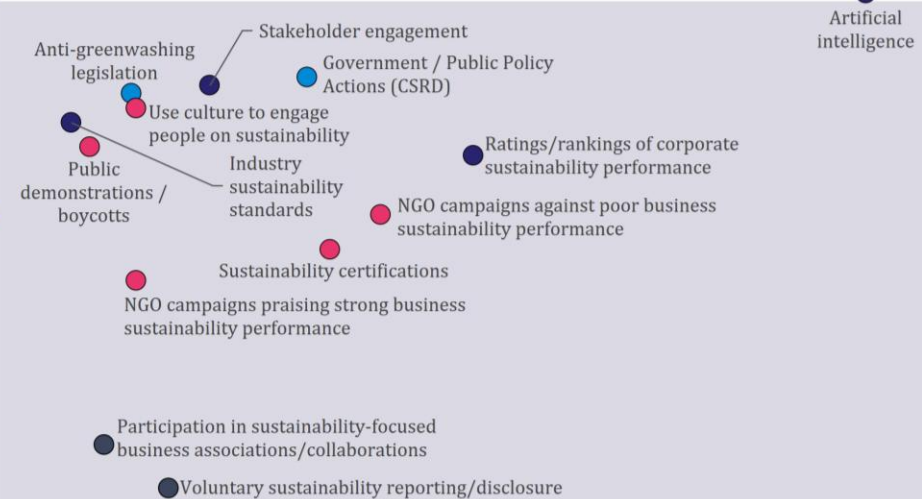 Artificial
intelligence
Stakeholder engagement
Anti-greenwashing
legislation
Government / Public Policy
Actions (CSRD)
Use culture to engage
people on sustainability
Ratings/rankings of corporate
sustainability performance
Industry
sustainability
standards
Public
demonstrations /
boycotts
NGO campaigns against poor business
sustainability performance
Sustainability certifications
NGO campaigns praising strong business
sustainability performance
Participation in sustainability-focused
business associations/collaborations
Voluntary sustainability reporting/disclosure